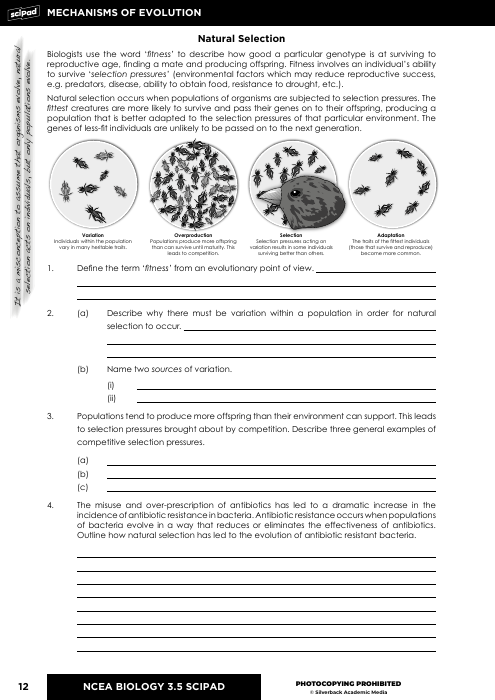 scipad
MECHANISMS OF EVOLUTION
It is a misconception to assume that organisms evolve, natural
selection acts on individuals, but only populations evolve.
Natural Selection
Biologists use the word 'fitness' to describe how good a particular genotype is at surviving to
reproductive age, finding a mate and producing offspring. Fitness involves an individual's ability
to survive 'selection pressures' (environmental factors which may reduce reproductive success,
e.g. predators, disease, ability to obtain food, resistance to drought, etc.).
Natural selection occurs when populations of organisms are subjected to selection pressures. The
fittest creatures are more likely to survive and pass their genes on to their offspring, producing a
population that is better adapted to the selection pressures of that particular environment. The
genes of less-fit individuals are unlikely to be passed on to the next generation.
Variation
Individuals within the population
vary in many heritable traits.
Overproduction
Populations produce more offspring
than can survive until maturity. This
leads to competition.
Selection
Selection pressures acting on
variation results in some individuals
surviving better than others.
Adaptation
The traits of the fittest individuals
(those that survive and reproduce)
become more common.
1. Define the term 'fitness' from an evolutionary point of view.
2. (a) Describe why there must be variation within a population in order for natural
selection to occur.
(b) Name two sources of variation.
(i)
(ii)
3. Populations tend to produce more offspring than their environment can support. This leads
to selection pressures brought about by competition. Describe three general examples of
competitive selection pressures.
(a)
(b)
(c)
4. The misuse and over-prescription of antibiotics has led to a dramatic increase in the
incidence of antibiotic resistance in bacteria. Antibiotic resistance occurs when populations
of bacteria evolve in a way that reduces or eliminates the effectiveness of antibiotics.
Outline how natural selection has led to the evolution of antibiotic resistant bacteria.
12
NCEA BIOLOGY 3.5 SCIPAD
PHOTOCOPYING PROHIBITED
© Silverback Academic Media